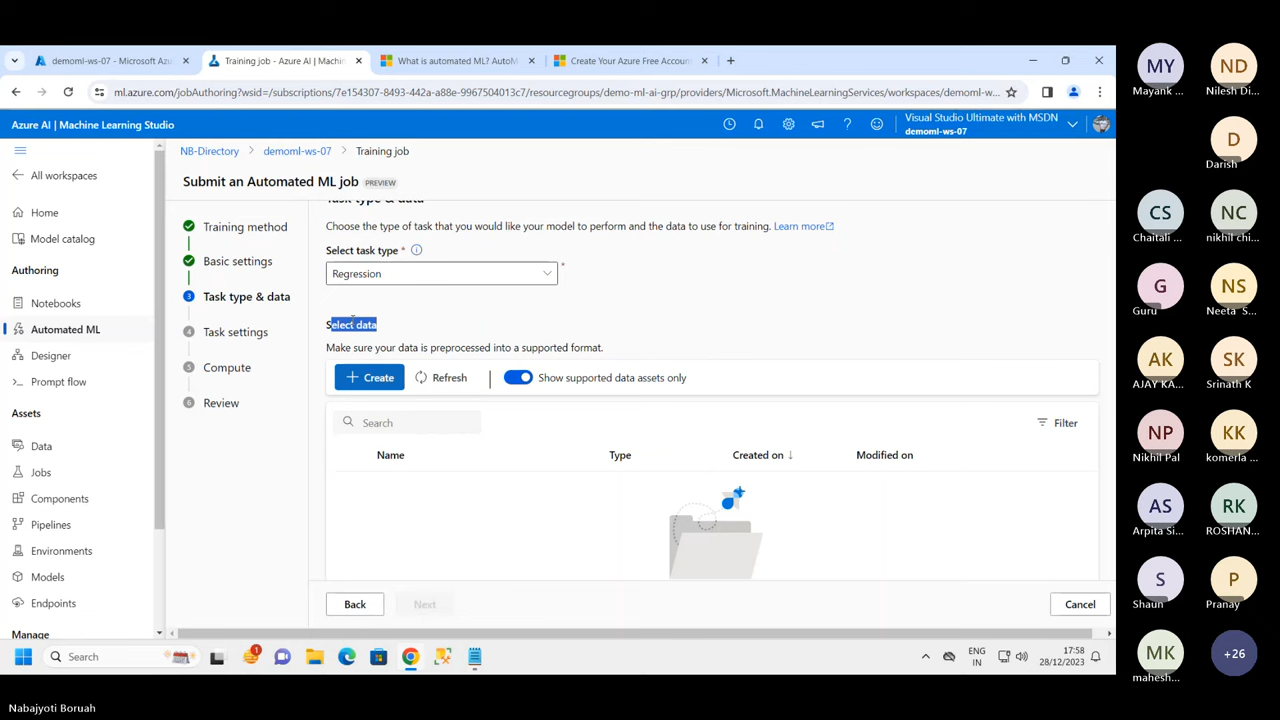 demoml-ws-07 - Microsoft Azu
Training job - Azure AI | Machin
What is automated ML? AutoM
Create Your Azure Free Accoun
ml.azure.com/jobAuthoring?wsid=/subscriptions/7e154307-8493-442a-a88e-9967504013c7/resourcegroups/demo-ml-ai-grp/providers/Microsoft.MachineLearningServices/workspaces/demoml-w...
Azure AI | Machine Learning Studio
Visual Studio Ultimate with MSDN
demoml-ws-07
All workspaces
Home
Model catalog
Authoring
Notebooks
Automated ML
Designer
Prompt flow
Assets
Data
Jobs
Components
Pipelines
Environments
Models
Endpoints
Manage
NB-Directory > demoml-ws-07 > Training job
Submit an Automated ML job PREVIEW
Training method
Basic settings
3 Task type & data
4 Task settings
5 Compute
6 Review
Task type & data
Choose the type of task that you would like your model to perform and the data to use for training. Learn more
Select task type *
Regression
*
Select data
Make sure your data is preprocessed into a supported format.
+ Create
Refresh
Show supported data assets only
Search
Filter
Name Type Created on ↓ Modified on
Back
Next
Cancel
Search
1
ENG
IN
17:58
28/12/2023
MY
Mayank ...
ND
Nilesh Di...
D
Darish
CS
Chaitali ...
NC
nikhil chi...
G
Guru
NS
Neeta S...
AK
AJAY KA...
SK
Srinath K
NP
Nikhil Pal
KK
komerla ...
AS
Arpita Si...
RK
ROSHAN...
S
Shaun
P
Pranay
MK
mahesh...
+26
Nabajyoti Boruah